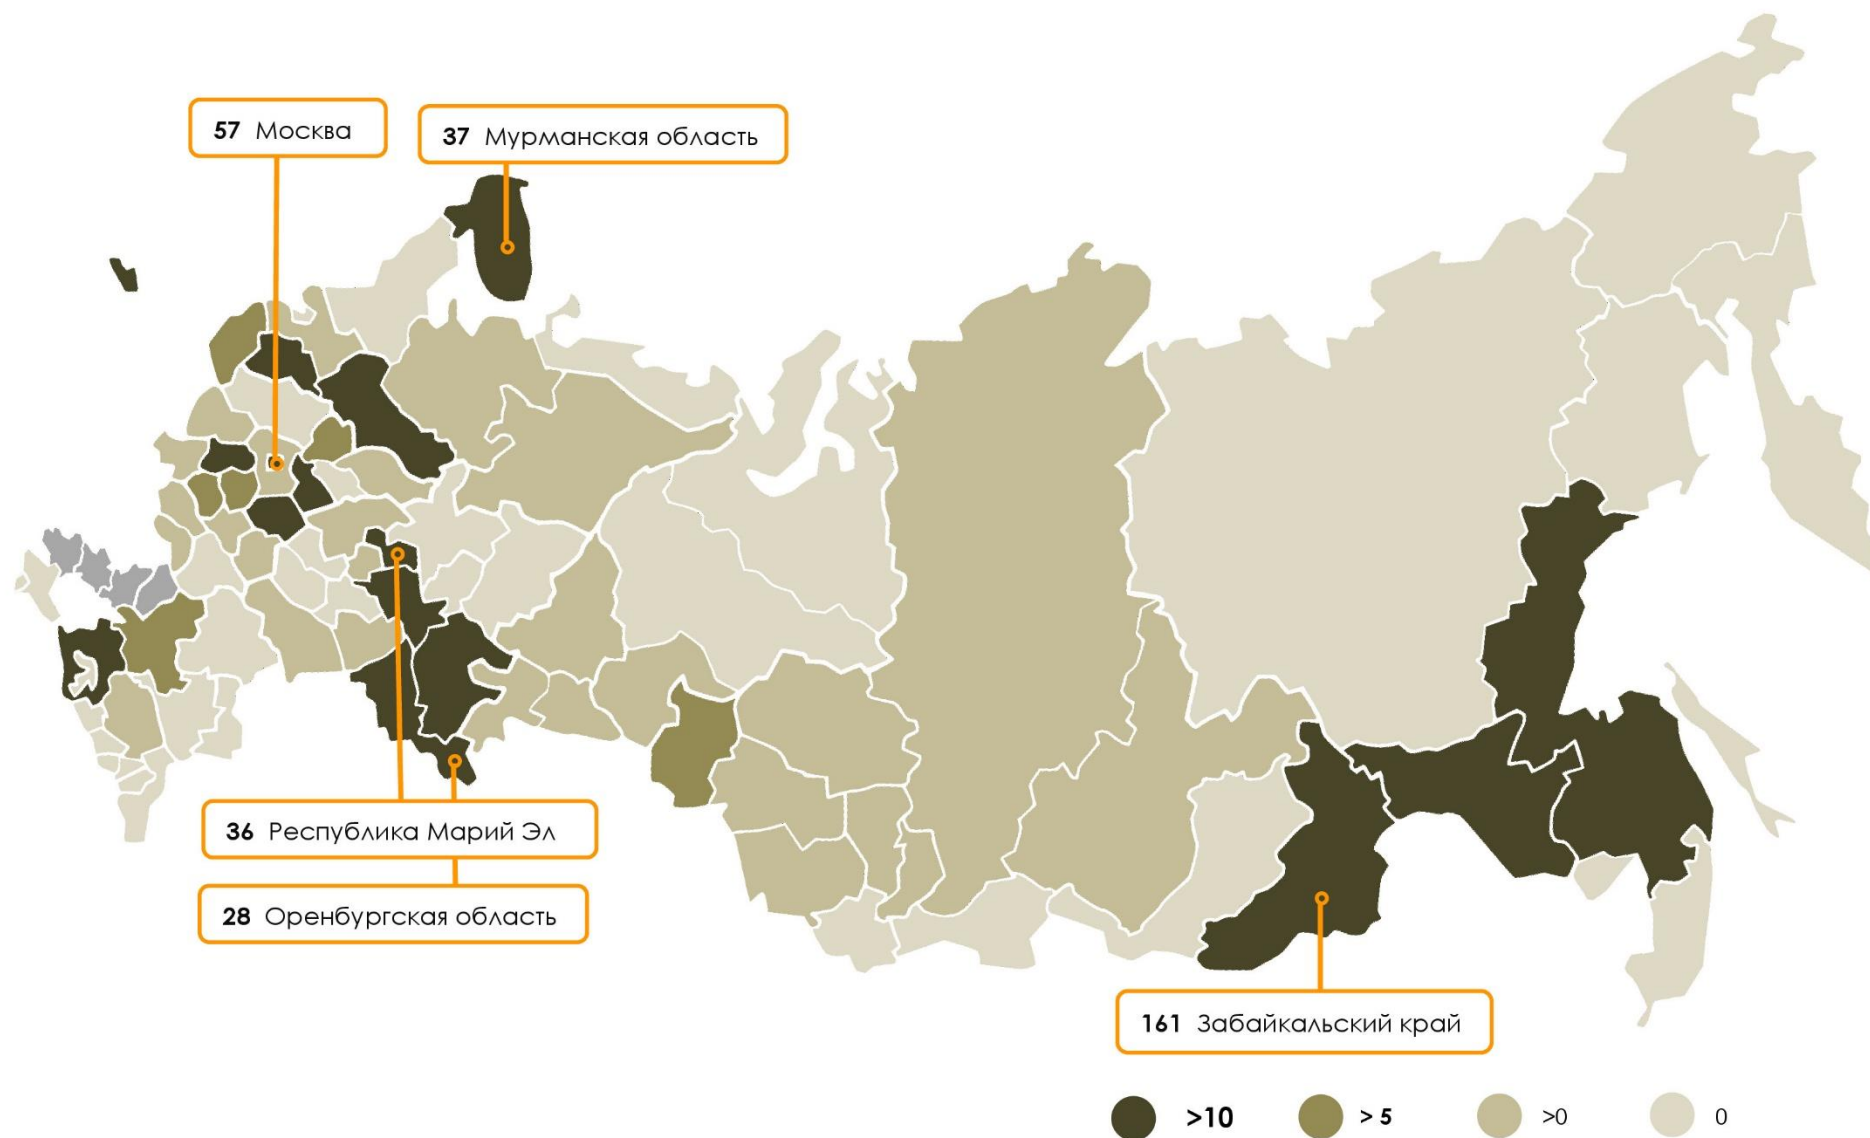 57 Москва
37 Мурманская область
36 Республика Марий Эл
28 Оренбургская область
161 Забайкальский край
>10
> 5
>0
0